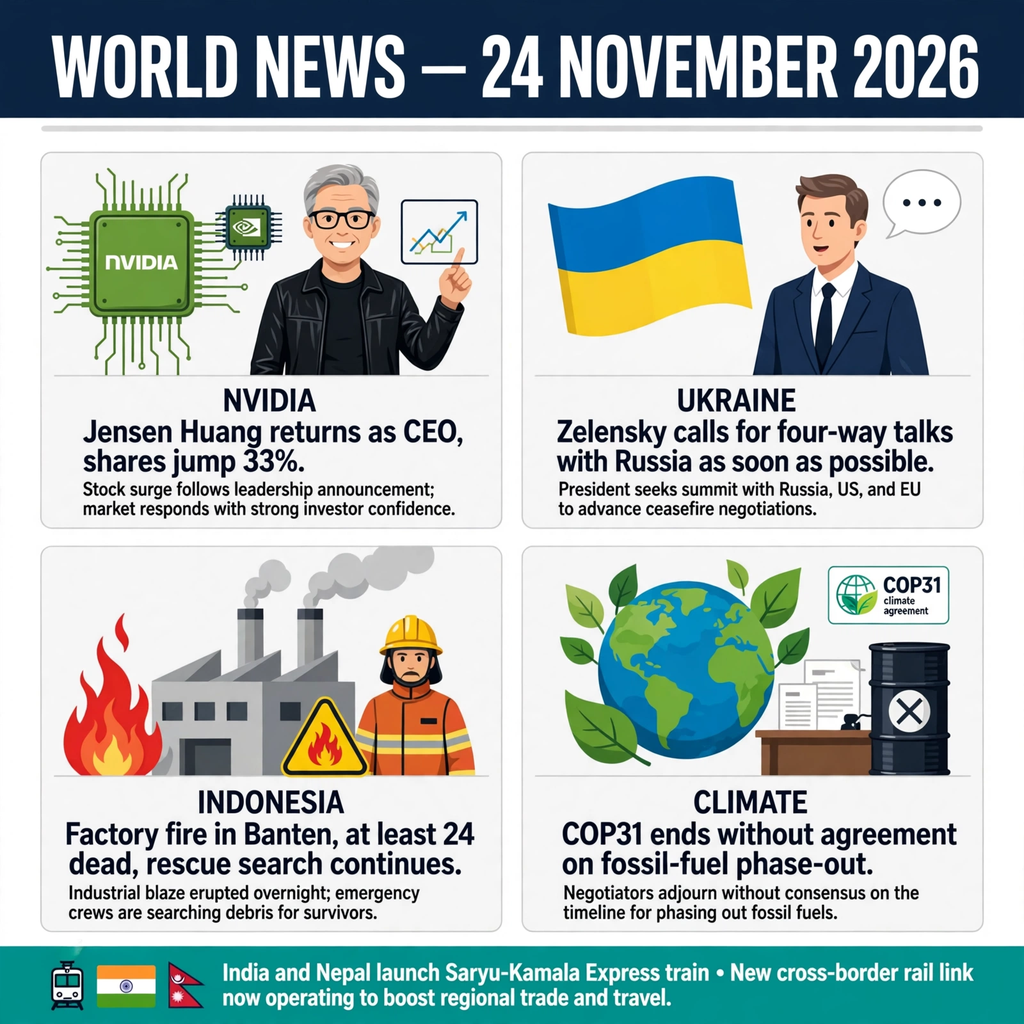 WORLD NEWS — 24 NOVEMBER 2026
NVIDIA
NVIDIA
Jensen Huang returns as CEO,
shares jump 33%.
Stock surge follows leadership announcement;
market responds with strong investor confidence.
UKRAINE
Zelensky calls for four-way talks
with Russia as soon as possible.
President seeks summit with Russia, US, and EU
to advance ceasefire negotiations.
INDONESIA
Factory fire in Banten, at least 24
dead, rescue search continues.
Industrial blaze erupted overnight; emergency
crews are searching debris for survivors.
COP31
climate
agreement
CLIMATE
COP31 ends without agreement
on fossil-fuel phase-out.
Negotiators adjourn without consensus on the
timeline for phasing out fossil fuels.
India and Nepal launch Saryu-Kamala Express train • New cross-border rail link
now operating to boost regional trade and travel.